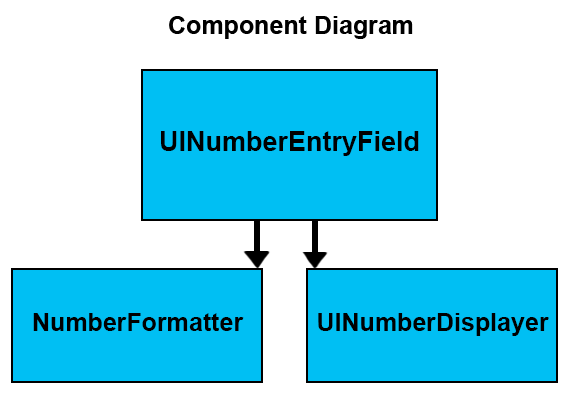 Component Diagram
UINumberEntryField
NumberFormatter
UINumberDisplayer